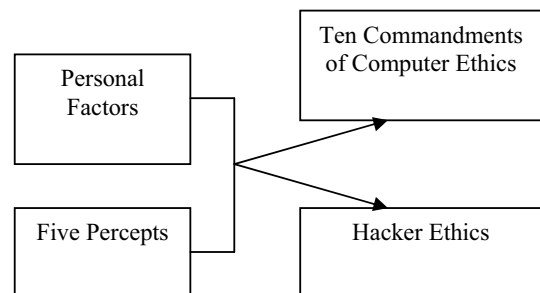 Personal
Factors
Ten Commandments
of Computer Ethics
Five Percepts
Hacker Ethics